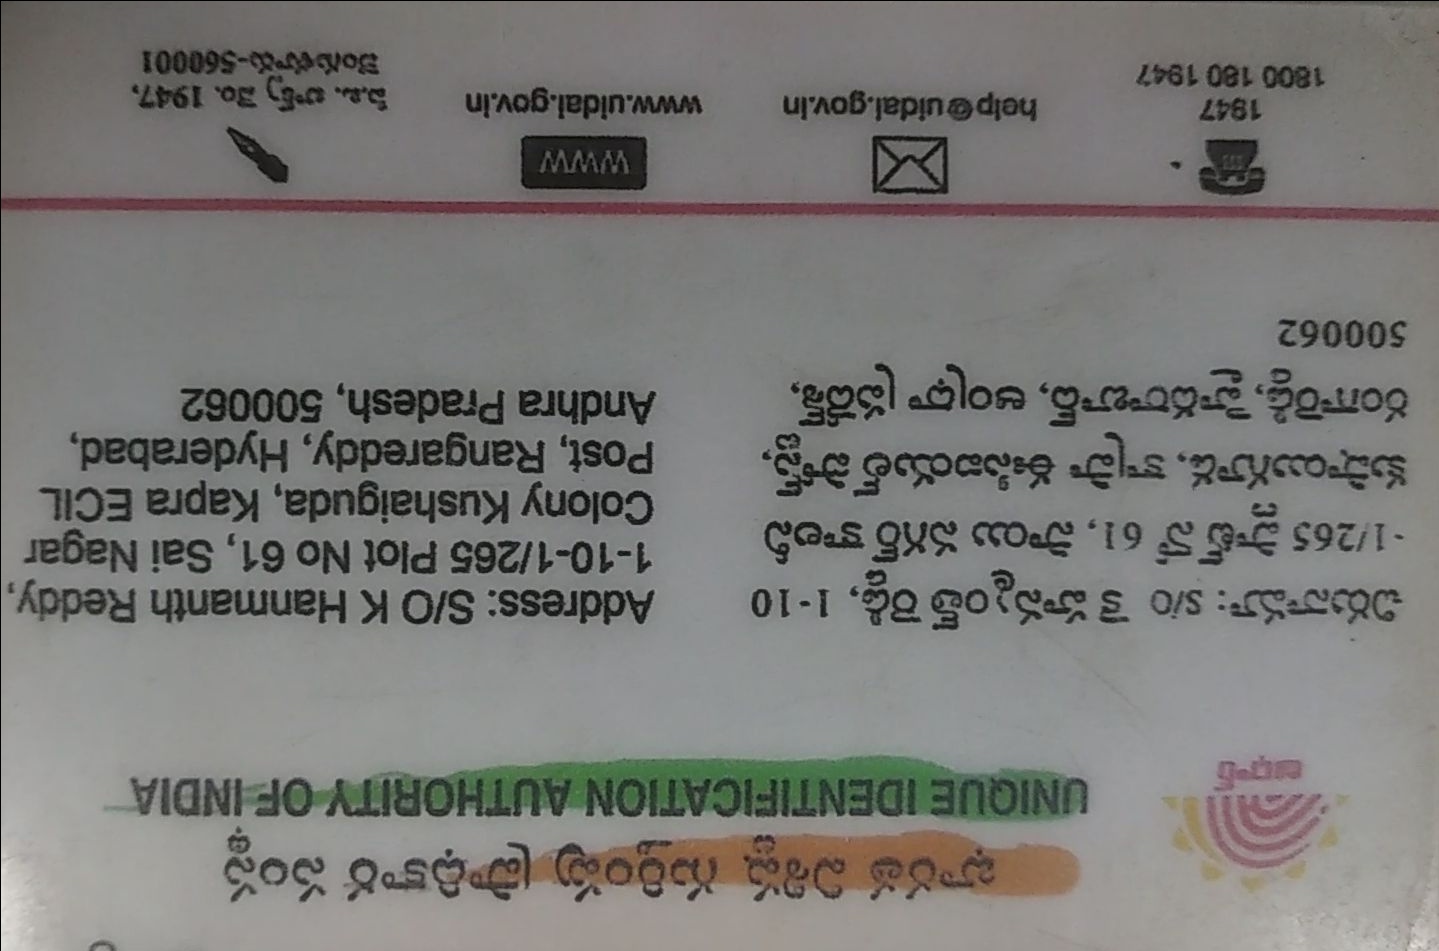 భారత విశిష్ట గుర్తింపు ప్రాధికార సంస్థ
UNIQUE IDENTIFICATION AUTHORITY OF INDIA
ఆధార్
చిరునామా: S/O కె హన్మంత్ రెడ్డి, 1-10
-1/265 ప్లాట్ నో 61, సాయి నగర్ కాలనీ
కుషాయిగూడ, కాప్రా ఈసిఐఎల్ పోస్ట్,
రంగారెడ్డి, హైదరాబాద్, ఆంధ్రా ప్రదేశ్,
500062
Address: S/O K Hanmanth Reddy,
1-10-1/265 Plot No 61, Sai Nagar
Colony Kushaiguda, Kapra ECIL
Post, Rangareddy, Hyderabad,
Andhra Pradesh, 500062
1947
1800 180 1947
help@uidai.gov.in
WWW
www.uidai.gov.in
పి.ఒ. బాక్స్ నెం. 1947,
బెంగుళూరు-560001